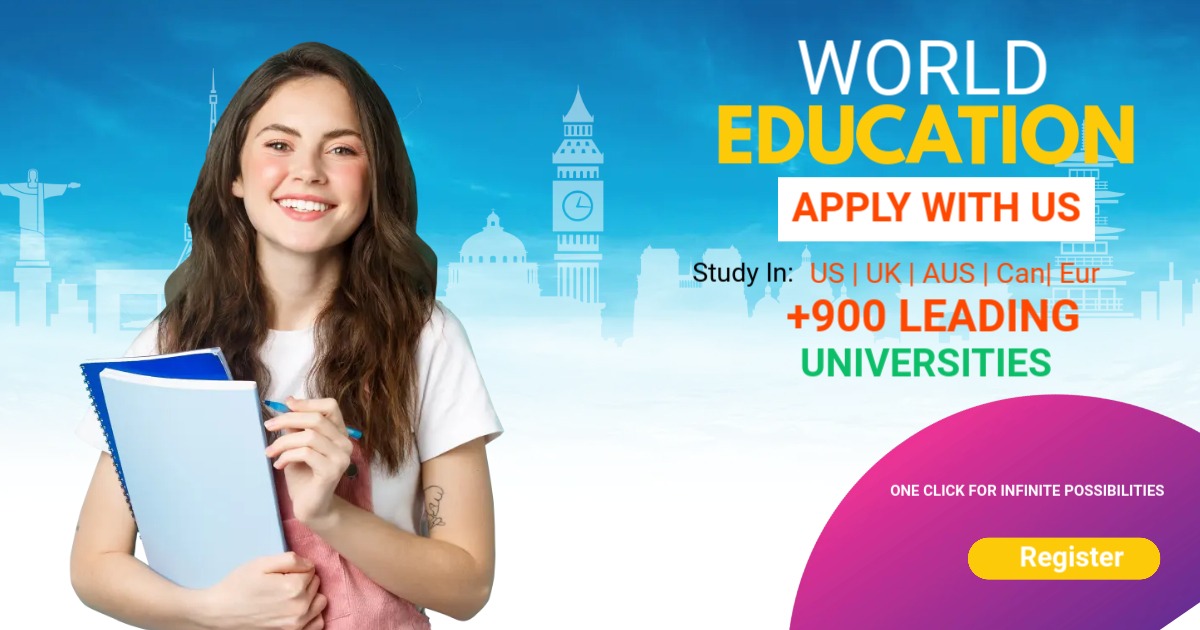 WORLD
EDUCATION
APPLY WITH US
Study In: US | UK | AUS | Can| Eur
+900 LEADING
UNIVERSITIES
ONE CLICK FOR INFINITE POSSIBILITIES
Register